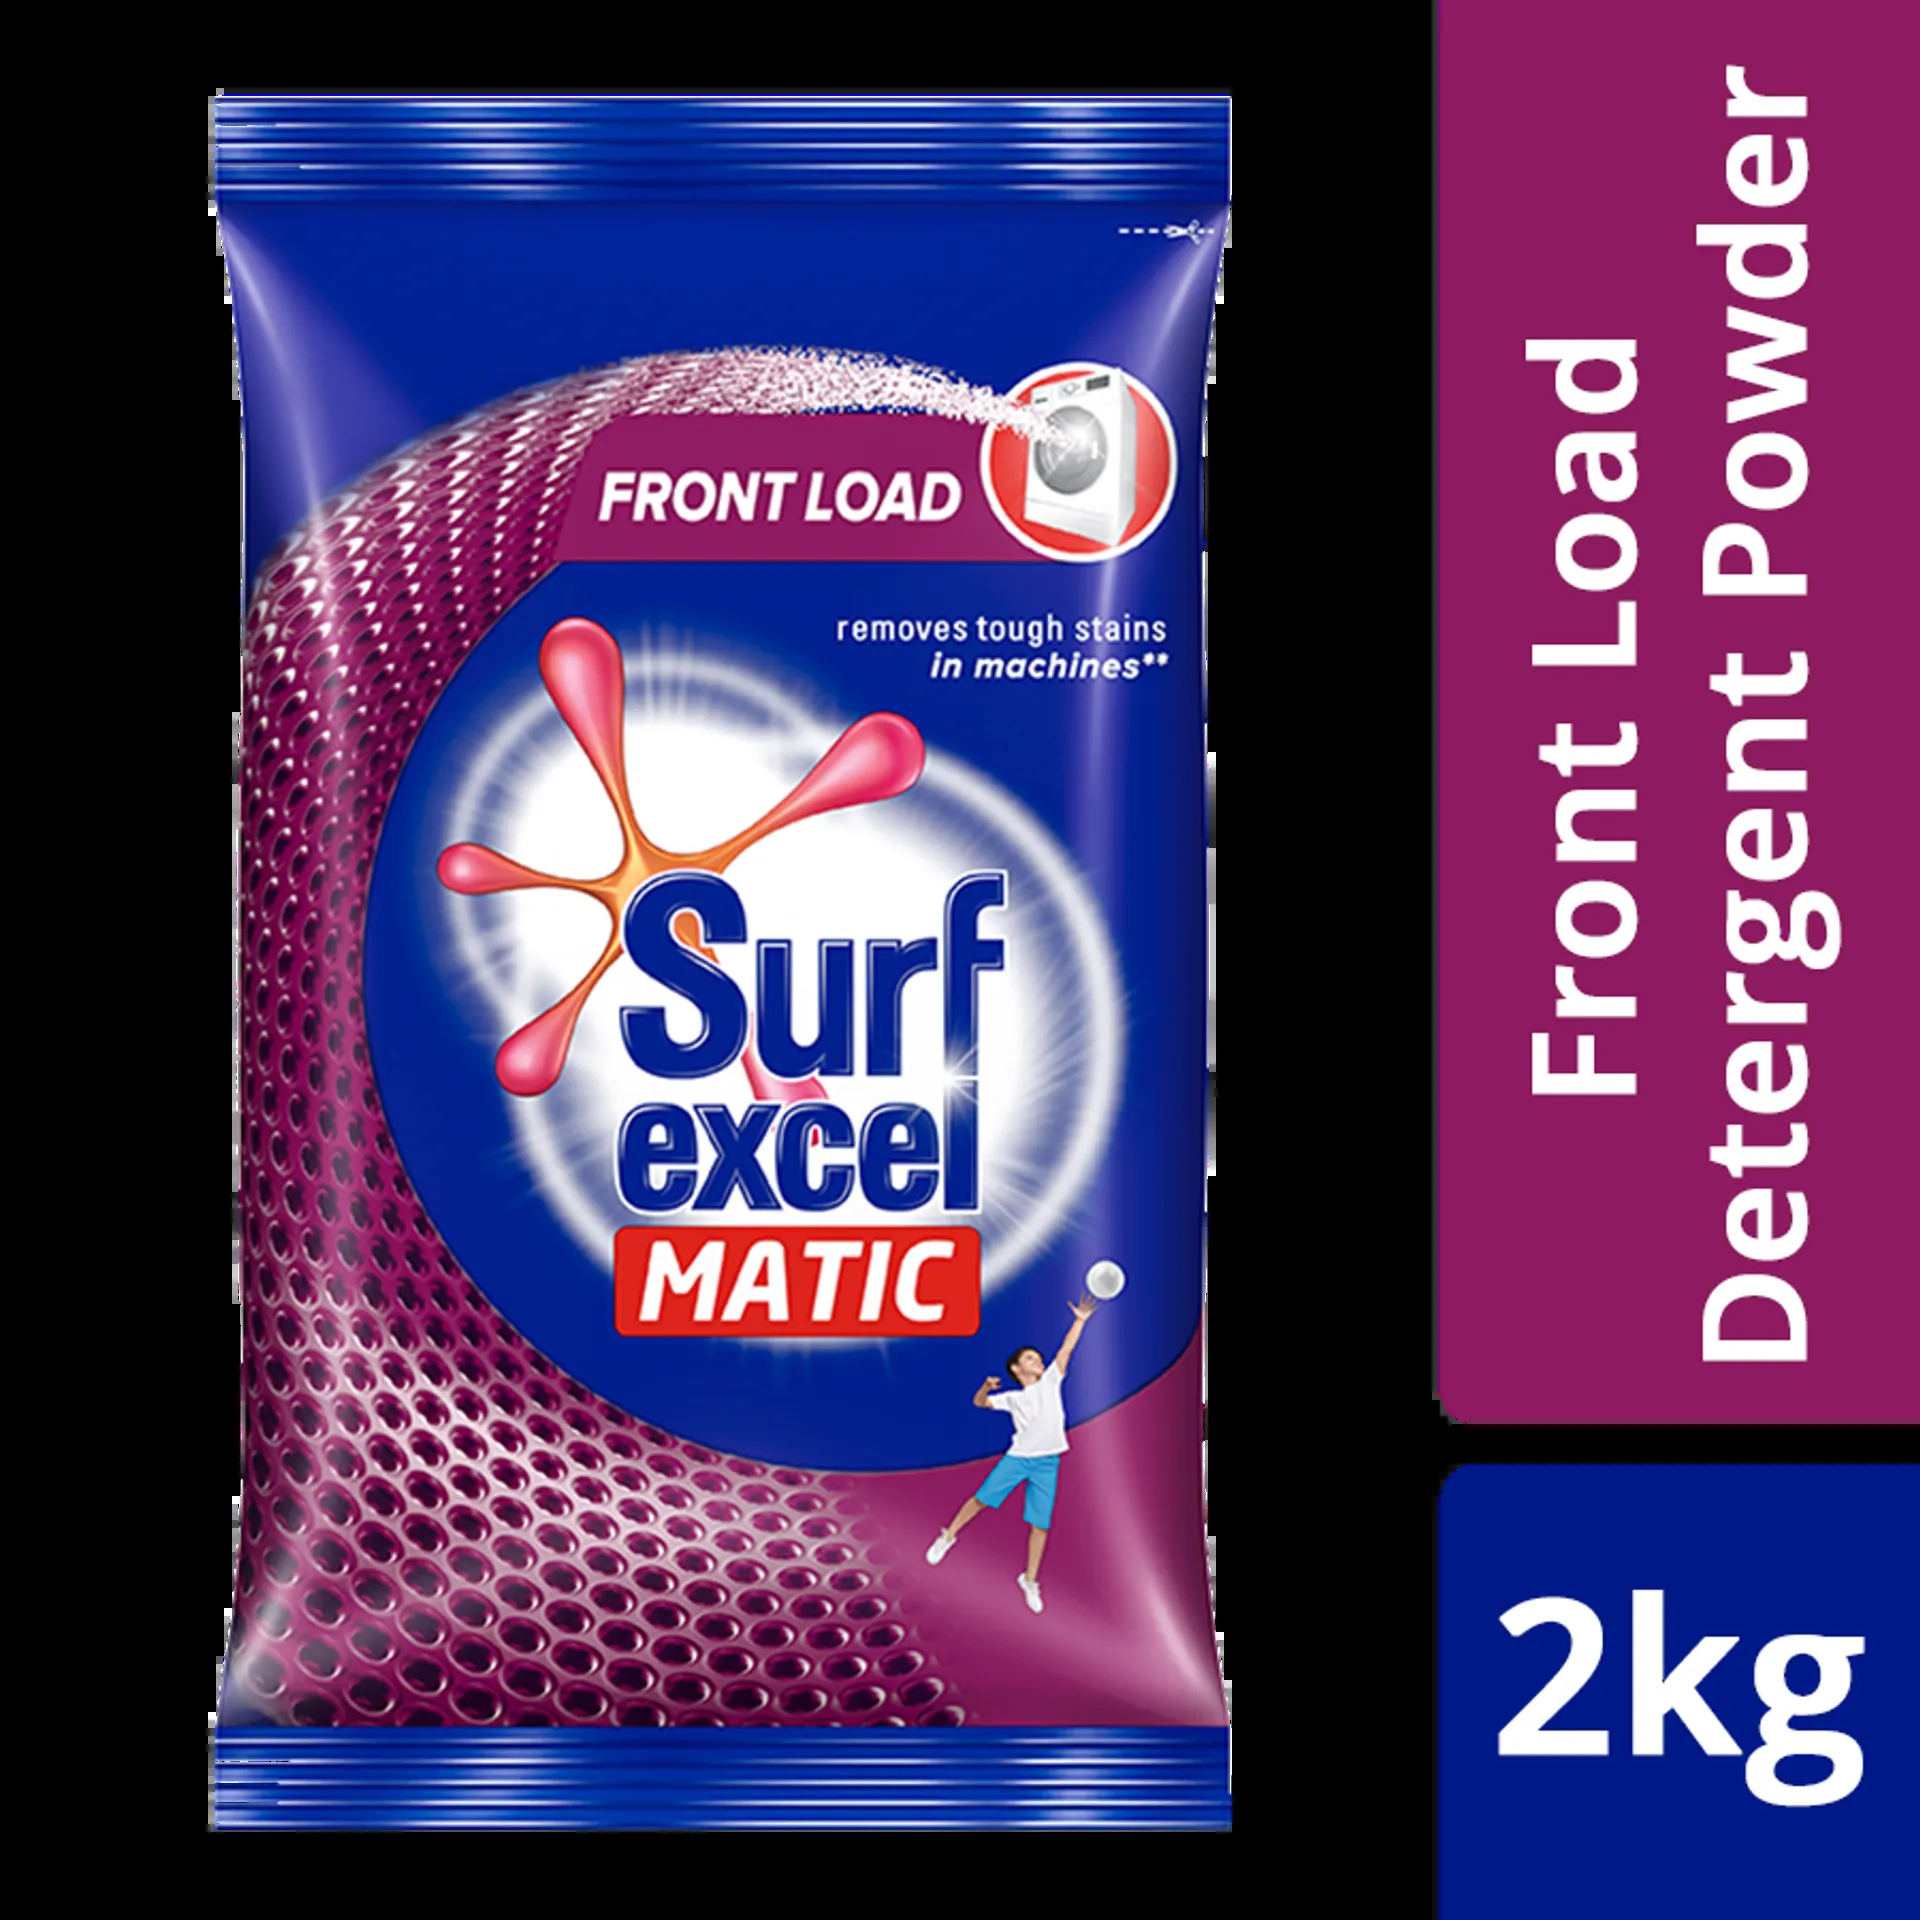 FRONT LOAD
removes tough stains
in machines**
Surf
excel
MATIC
Front Load
Detergent Powder
2kg